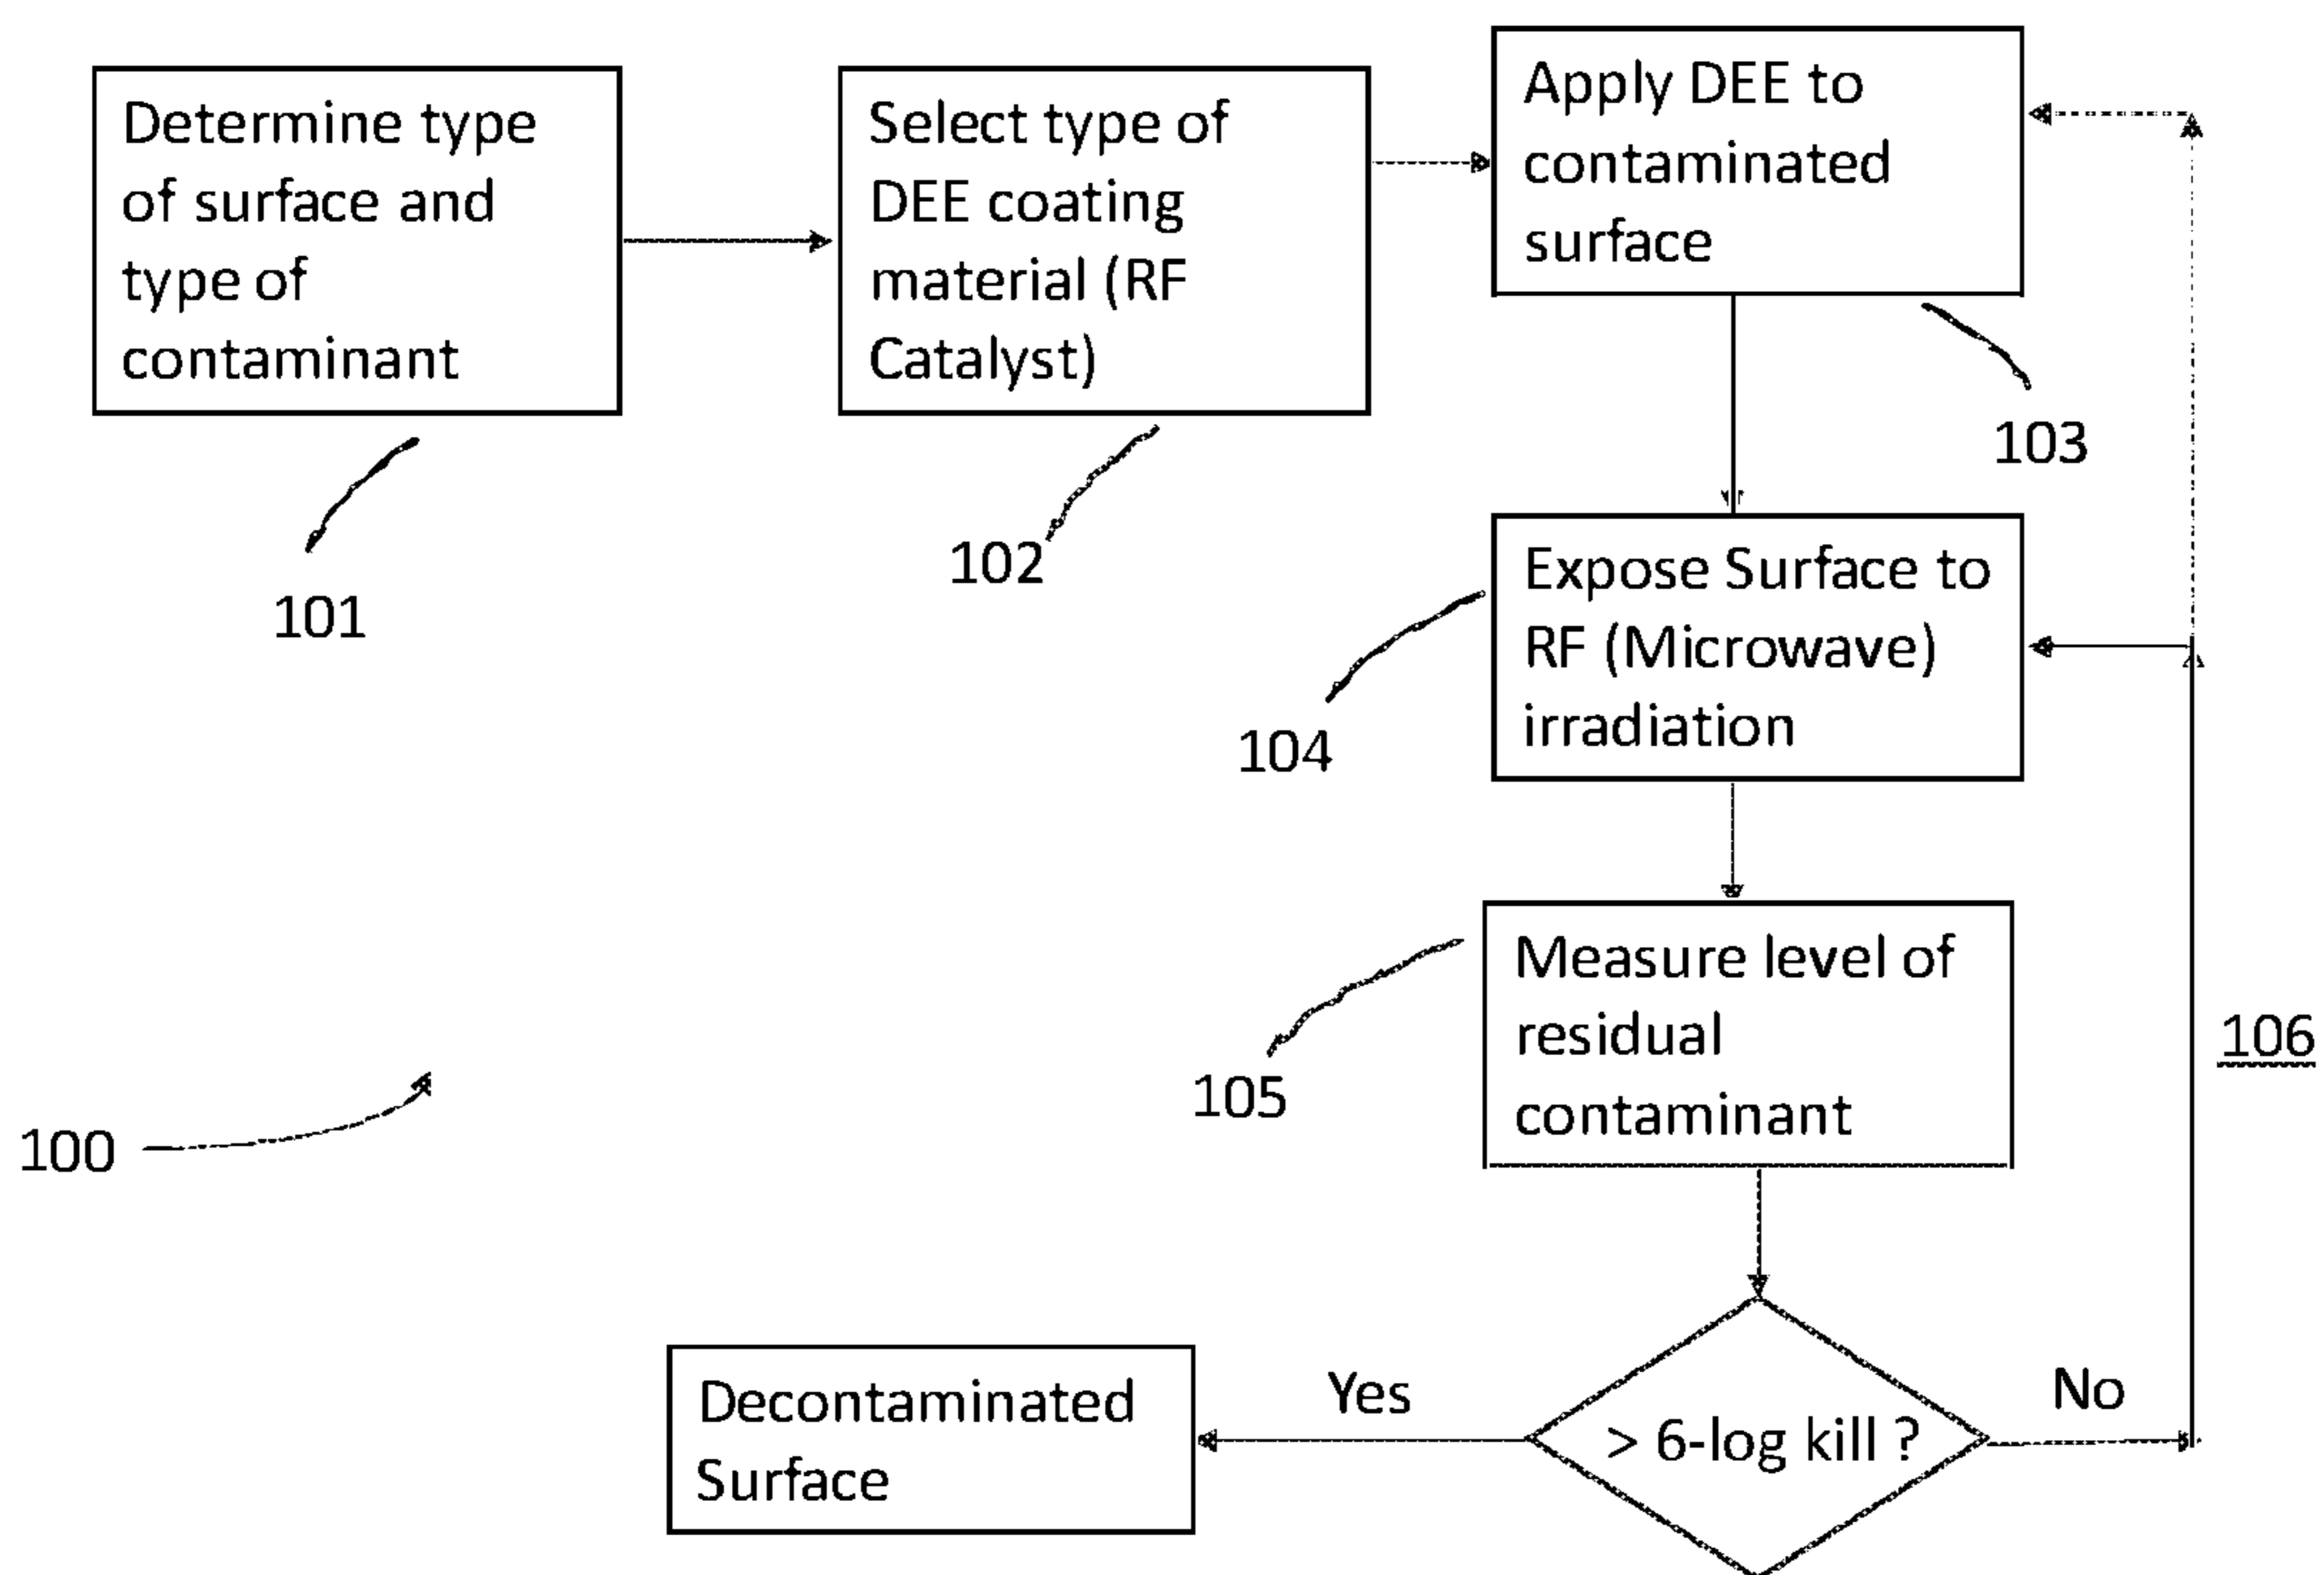 Determine type
of surface and
type of
contaminant
101
Select type of
DEE coating
material (RF
Catalyst)
102
Apply DEE to
contaminated
surface
103
Expose Surface to
RF (Microwave)
irradiation
104
Measure level of
residual
contaminant
105
106
100
> 6-log kill ?
Yes
No
Decontaminated
Surface